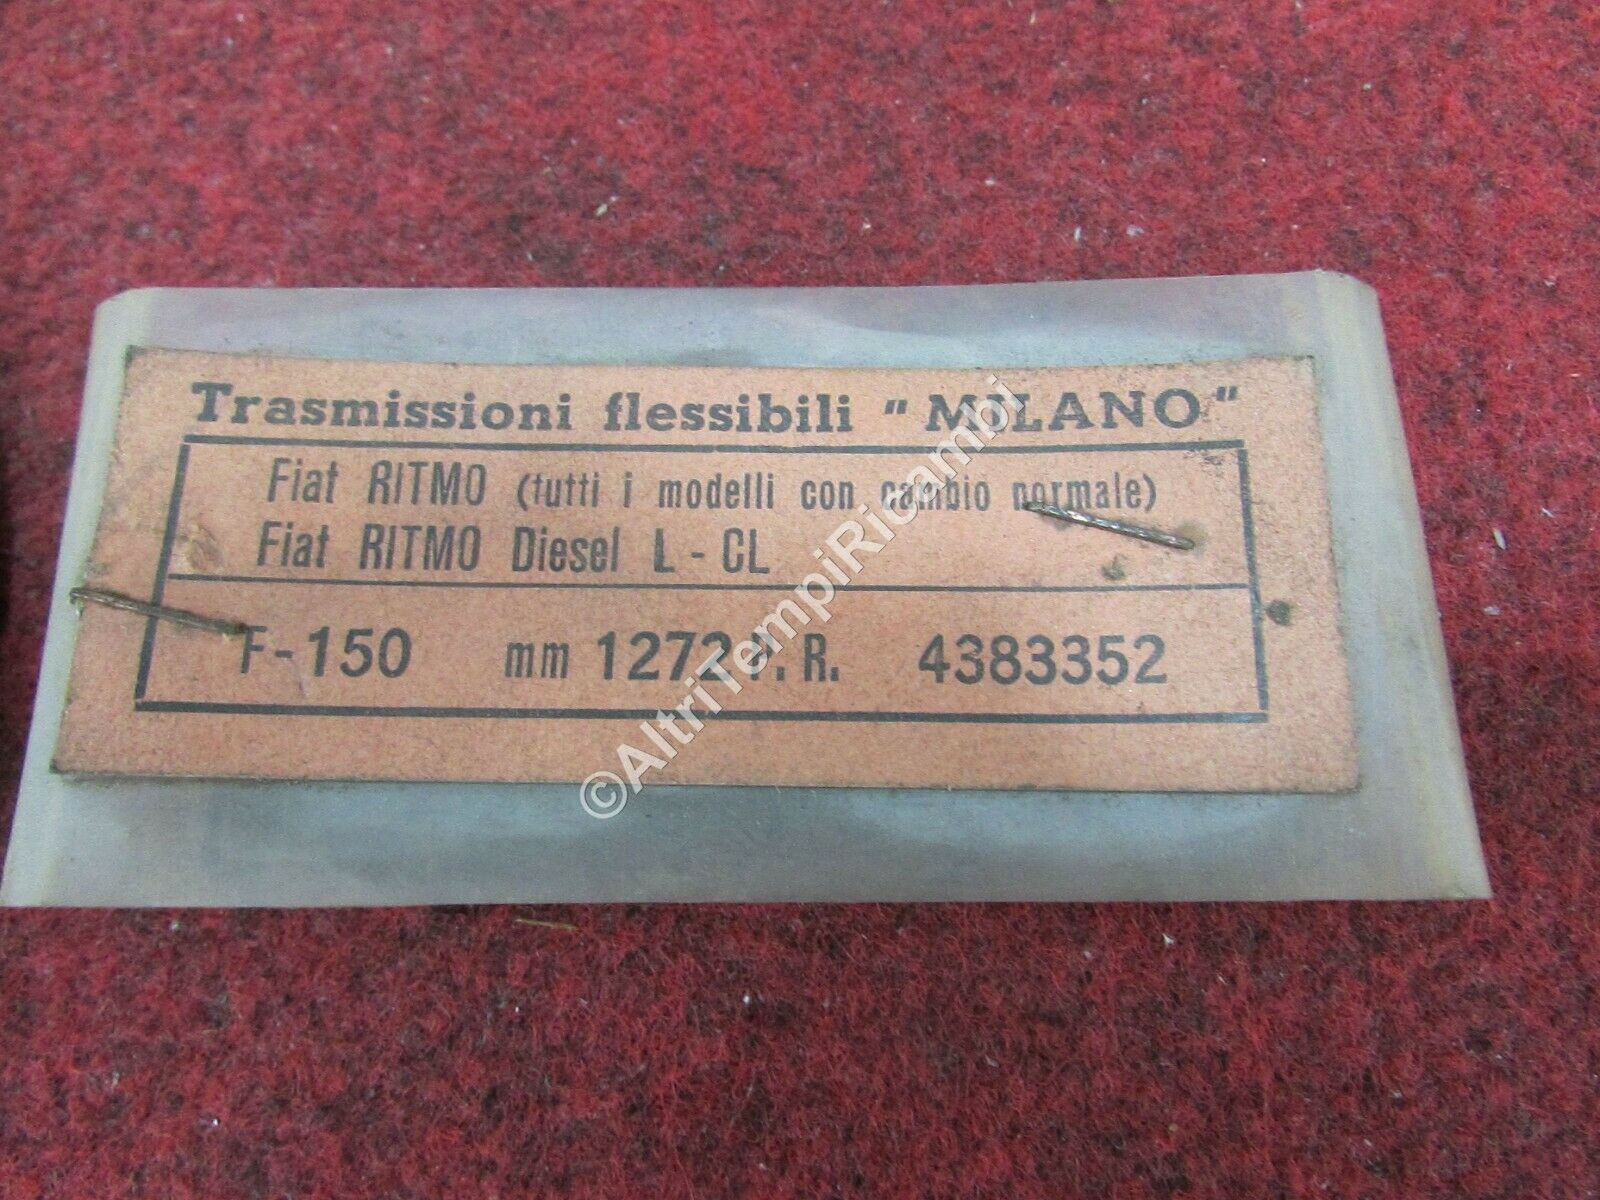 Trasmissioni flessibili "MILANO"
Fiat RITMO (tutti i modelli con cambio normale)
Fiat RITMO Diesel L - CL
F-150 mm 1272 P. R. 4383352
©AltriTempiRicambi